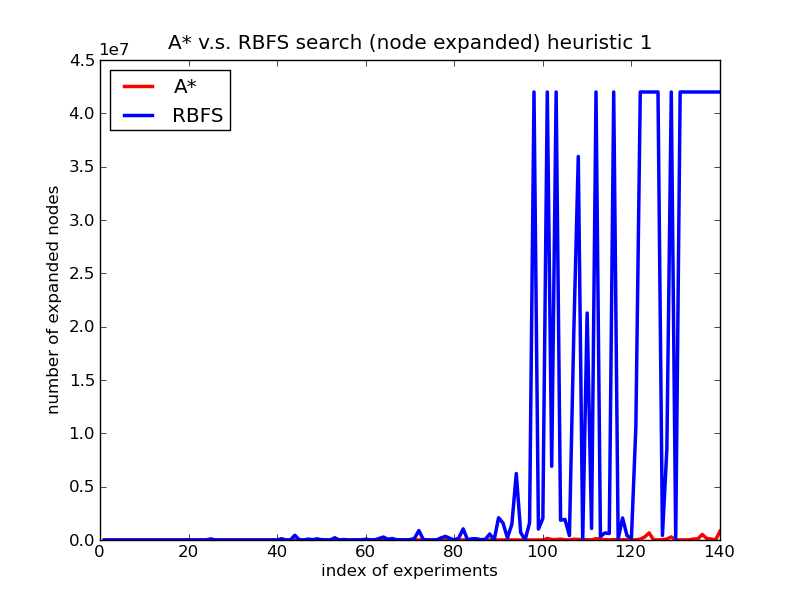 A* v.s. RBFS search (node expanded) heuristic 1
1e7
4.5
4.0
3.5
3.0
2.5
2.0
1.5
1.0
0.5
0.0
number of expanded nodes
A*
RBFS
0 20 40 60 80 100 120 140
index of experiments